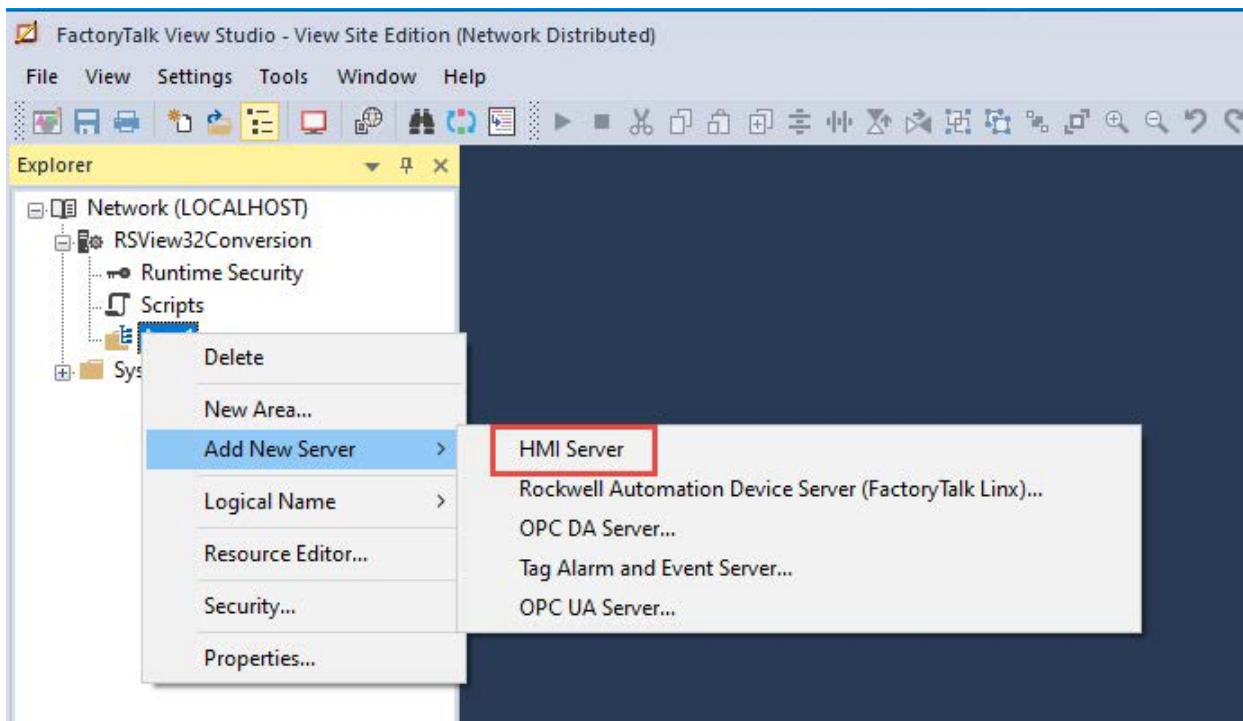 FactoryTalk View Studio - View Site Edition (Network Distributed)
File View Settings Tools Window Help
Explorer
Network (LOCALHOST)
RSView32Conversion
Runtime Security
Scripts
Sys
Delete
New Area...
Add New Server
Logical Name
Resource Editor...
Security...
Properties...
HMI Server
Rockwell Automation Device Server (FactoryTalk Linx)...
OPC DA Server...
Tag Alarm and Event Server...
OPC UA Server...